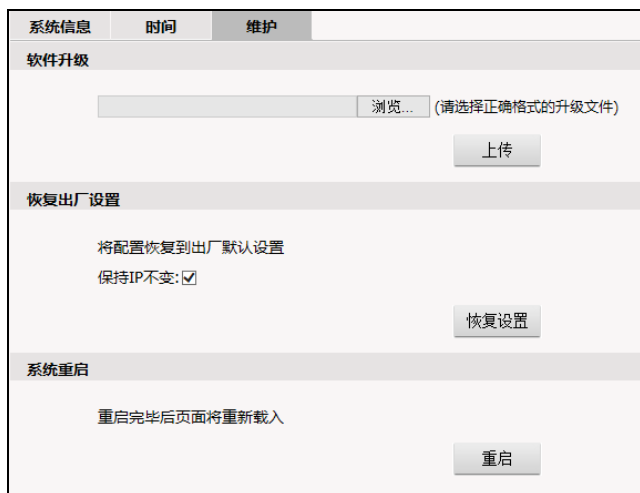 系统信息 时间 维护
软件升级
浏览... (请选择正确格式的升级文件)
上传
恢复出厂设置
将配置恢复到出厂默认设置
保持IP不变:
恢复设置
系统重启
重启完毕后页面将重新载入
重启